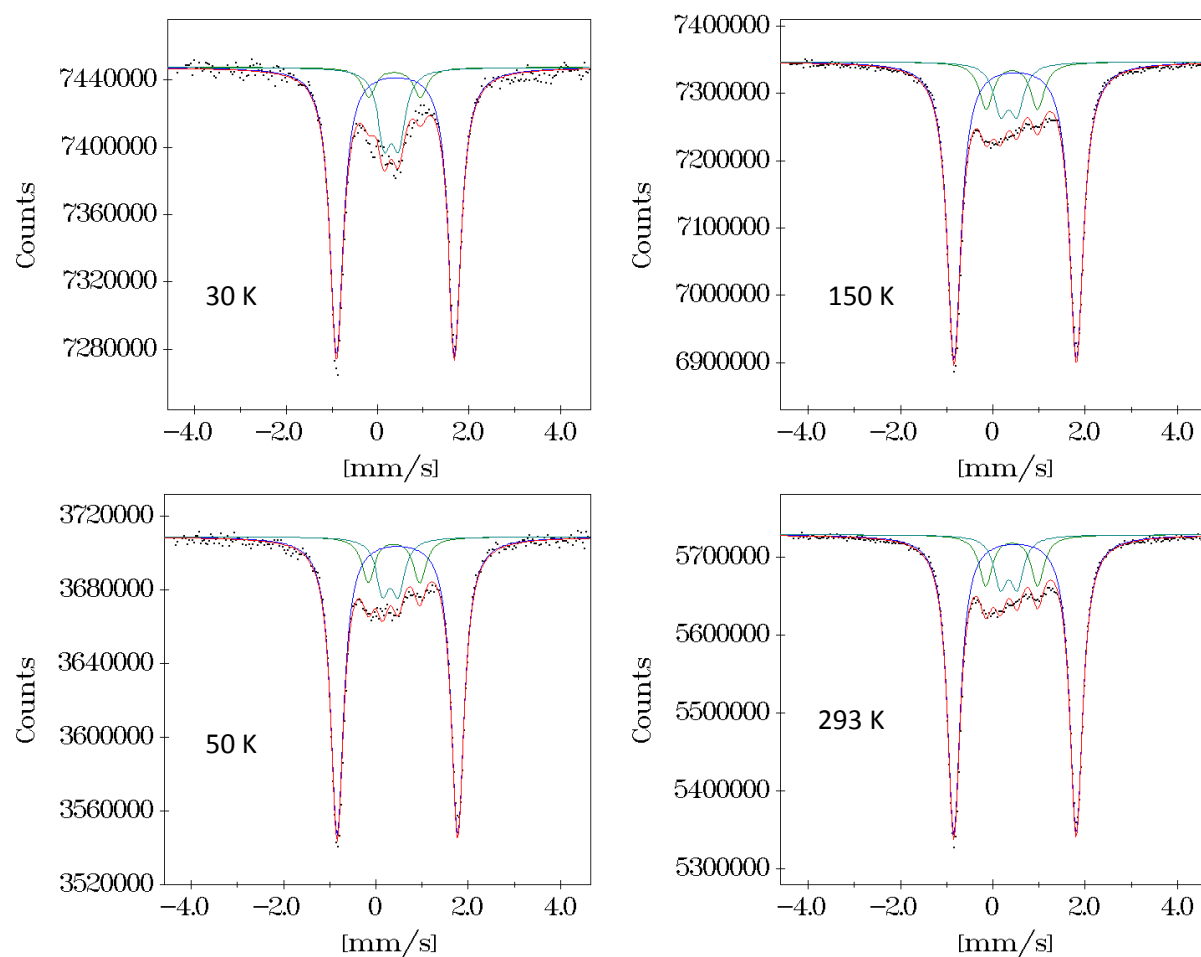 7440000
7400000
7360000
7320000
7280000
Counts
30 K
−4.0 −2.0 0 2.0 4.0
[mm/s]
7400000
7300000
7200000
7100000
7000000
6900000
Counts
150 K
−4.0 −2.0 0 2.0 4.0
[mm/s]
3720000
3680000
3640000
3600000
3560000
3520000
Counts
50 K
−4.0 −2.0 0 2.0 4.0
[mm/s]
5700000
5600000
5500000
5400000
5300000
Counts
293 K
−4.0 −2.0 0 2.0 4.0
[mm/s]